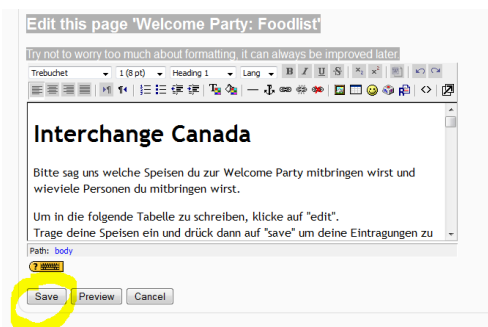 Edit this page 'Welcome Party: Foodlist'
Try not to worry too much about formatting, it can always be improved later.
Trebuchet 1 (8 pt) Heading 1 Lang B I U S x₂ x²
Interchange Canada
Bitte sag uns welche Speisen du zur Welcome Party mitbringen wirst und
wieviele Personen du mitbringen wirst.
Um in die folgende Tabelle zu schreiben, klicke auf "edit".
Trage deine Speisen ein und drück dann auf "save" um deine Eintragungen zu
Path: body
?
Save Preview Cancel